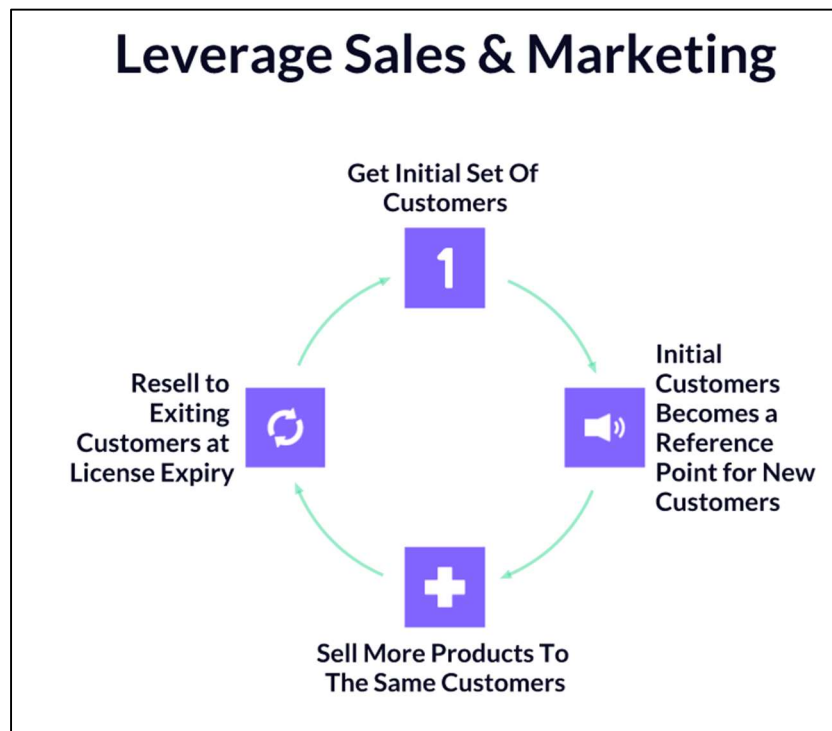 Leverage Sales & Marketing
Get Initial Set Of
Customers
1
Initial
Customers
Becomes a
Reference
Point for New
Customers
Resell to
Exiting
Customers at
License Expiry
Sell More Products To
The Same Customers